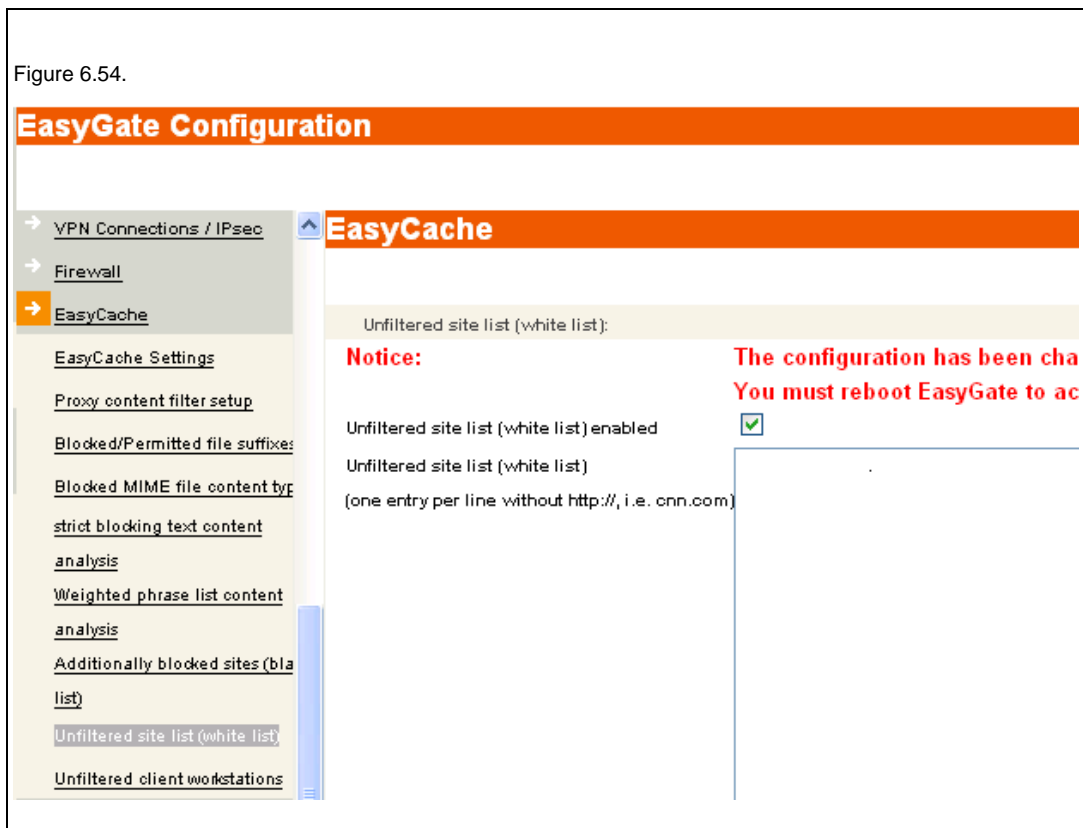 Figure 6.54.
EasyGate Configuration
VPN Connections / IPsec
Firewall
EasyCache
EasyCache Settings
Proxy content filter setup
Blocked/Permitted file suffixes
Blocked MIME file content typ
strict blocking text content
analysis
Weighted phrase list content
analysis
Additionally blocked sites (bla
list)
Unfiltered site list (white list)
Unfiltered client workstations
EasyCache
Unfiltered site list (white list):
Notice:
The configuration has been cha
You must reboot EasyGate to ac
Unfiltered site list (white list) enabled
Unfiltered site list (white list)
(one entry per line without http://, i.e. cnn.com)
.